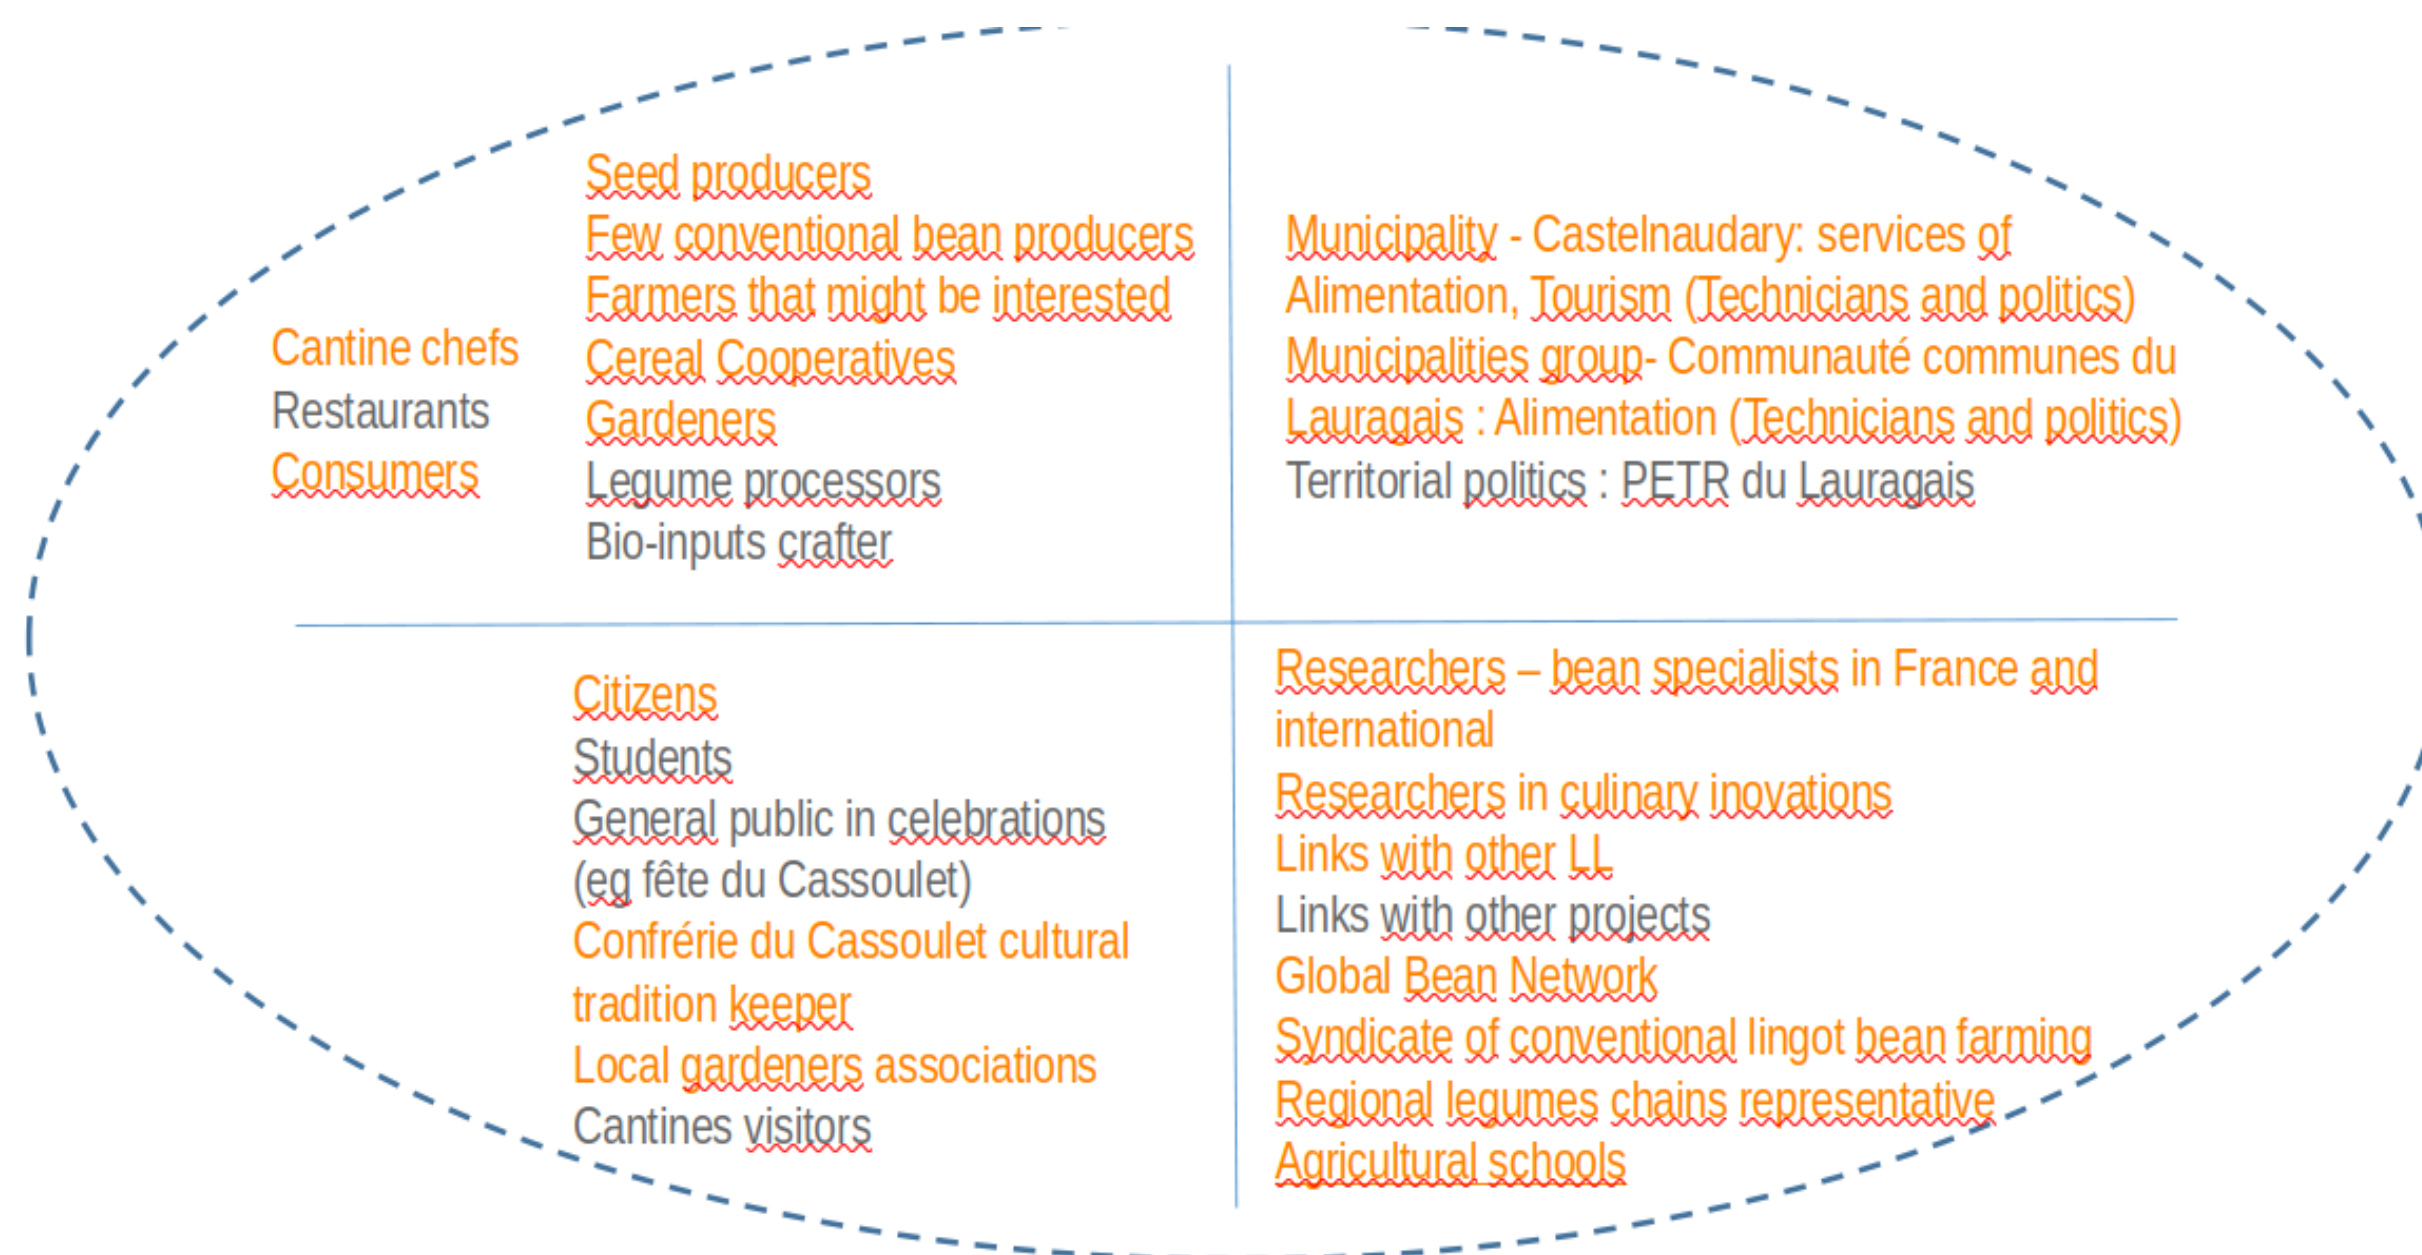 Cantine chefs
Restaurants
Consumers
Seed producers
Few conventional bean producers
Farmers that might be interested
Cereal Cooperatives
Gardeners
Legume processors
Bio-inputs crafter
Municipality - Castelnaudary: services of
Alimentation, Tourism (Technicians and politics)
Municipalities group- Communauté communes du
Lauragais : Alimentation (Technicians and politics)
Territorial politics : PETR du Lauragais
Citizens
Students
General public in celebrations
(eg fête du Cassoulet)
Confrérie du Cassoulet cultural
tradition keeper
Local gardeners associations
Cantines visitors
Researchers – bean specialists in France and
international
Researchers in culinary inovations
Links with other LL
Links with other projects
Global Bean Network
Syndicate of conventional lingot bean farming
Regional legumes chains representative
Agricultural schools